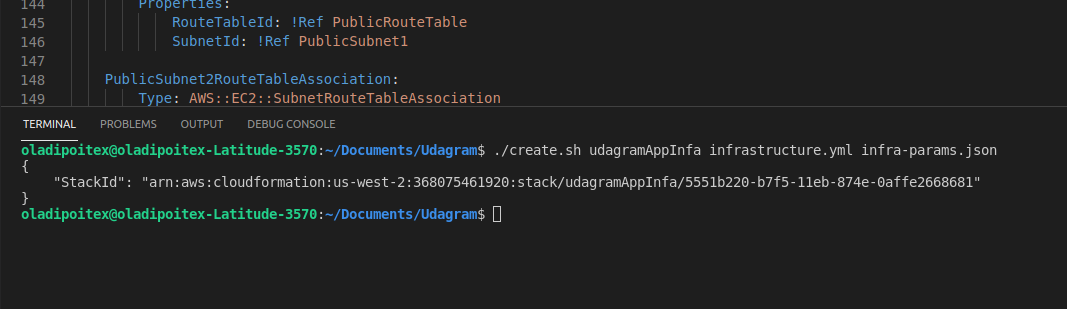 144 Properties:
145 RouteTableId: !Ref PublicRouteTable
146 SubnetId: !Ref PublicSubnet1
147
148 PublicSubnet2RouteTableAssociation:
149 Type: AWS::EC2::SubnetRouteTableAssociation
TERMINAL PROBLEMS OUTPUT DEBUG CONSOLE
oladipoitex@oladipoitex-Latitude-3570:~/Documents/Udagram$ ./create.sh udagramAppInfa infrastructure.yml infra-params.json
{
"StackId": "arn:aws:cloudformation:us-west-2:368075461920:stack/udagramAppInfa/5551b220-b7f5-11eb-874e-0affe2668681"
}
oladipoitex@oladipoitex-Latitude-3570:~/Documents/Udagram$